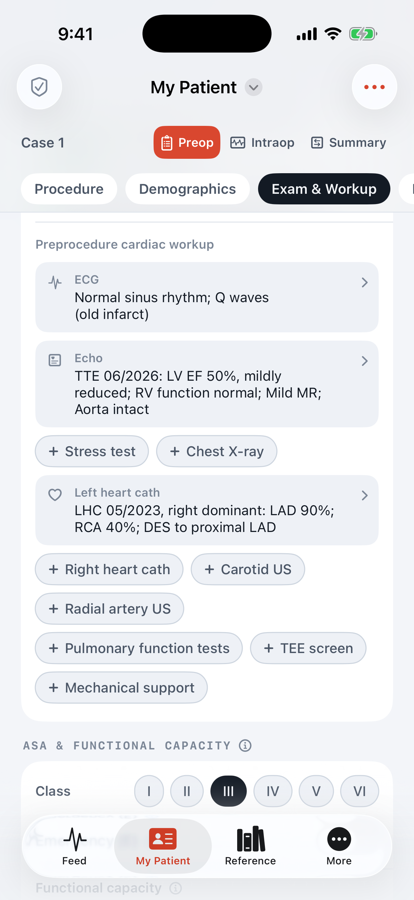 9:41
My Patient
Case 1
Preop
Intraop
Summary
Procedure
Demographics
Exam & Workup
Preprocedure cardiac workup
ECG
Normal sinus rhythm; Q waves
(old infarct)
Echo
TTE 06/2026: LV EF 50%, mildly
reduced; RV function normal; Mild MR;
Aorta intact
+ Stress test
+ Chest X-ray
Left heart cath
LHC 05/2023, right dominant: LAD 90%;
RCA 40%; DES to proximal LAD
+ Right heart cath
+ Carotid US
+ Radial artery US
+ Pulmonary function tests
+ TEE screen
+ Mechanical support
ASA & FUNCTIONAL CAPACITY
Class
I
II
III
IV
V
VI
Feed
My Patient
Reference
More
Functional capacity